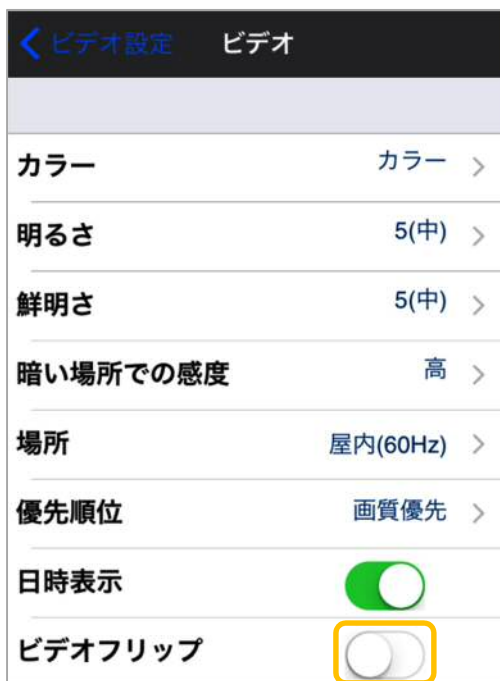 ビデオ設定 ビデオ
カラー カラー
明るさ 5(中)
鮮明さ 5(中)
暗い場所での感度 高
場所 屋内(60Hz)
優先順位 画質優先
日時表示
ビデオフリップ